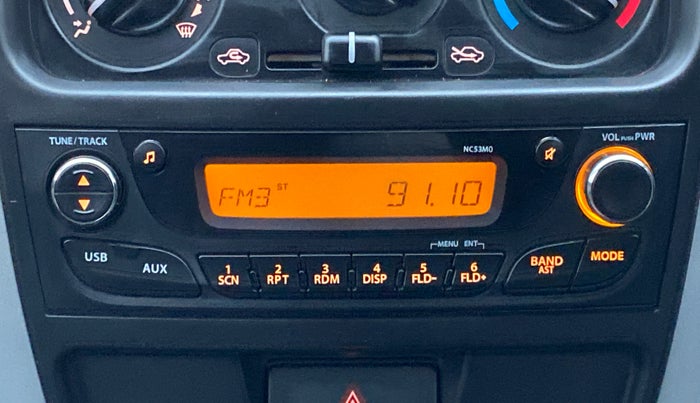 TUNE/TRACK
NC53M0
VOL PUSH PWR
FM3 ST 91.10
USB
AUX
MENU ENT
1 SCN
2 RPT
3 RDM
4 DISP
5 FLD-
6 FLD+
BAND AST
MODE